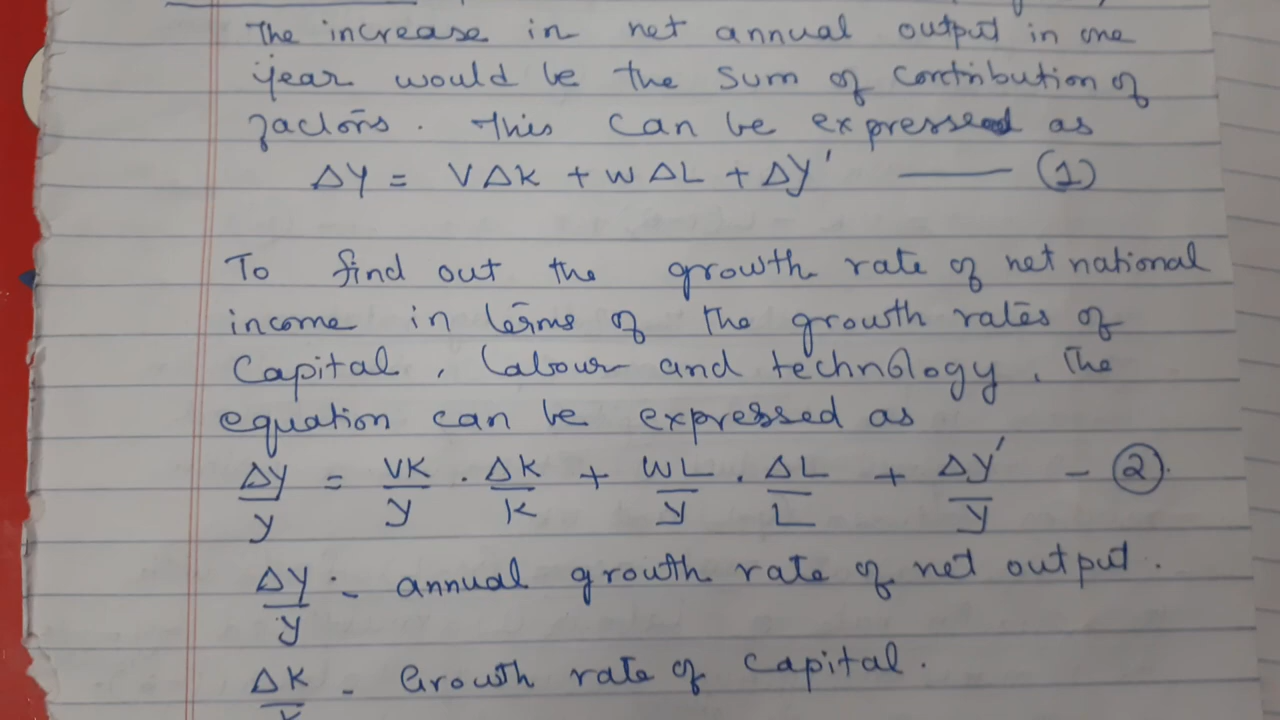 The increase in net annual output in one
year would be the sum of contribution of
factors. This can be expressed as
ΔY = VΔK + WΔL + ΔY' —— (1)
To find out the growth rate of net national
income in terms of the growth rates of
Capital, Labour and technology, the
equation can be expressed as
ΔY/Y = VK/Y . ΔK/K + WL/Y . ΔL/L + ΔY'/Y - (2).
ΔY/Y :- annual growth rate of net output.
ΔK/K - Growth rate of Capital.